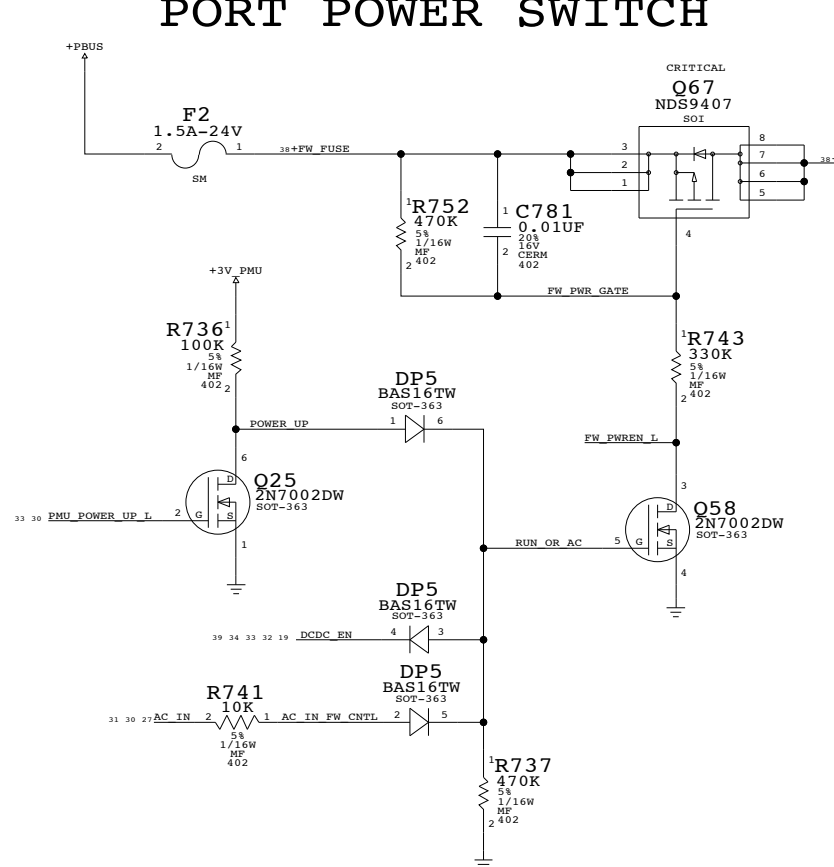 PORT POWER SWITCH
+PBUS
CRITICAL
Q67
NDS9407
SOI
F2
1.5A-24V
2
1
SM
38+FW_FUSE
3
2
1
8
7
6
5
38
4
1
R752
470K
5%
1/16W
MF
402
2
1
C781
0.01UF
20%
16V
CERM
402
2
FW_PWR_GATE
+3V_PMU
R736
1
100K
5%
1/16W
MF
402
2
1
R743
330K
5%
1/16W
MF
402
2
DP5
BAS16TW
SOT-363
POWER_UP
1
6
FW_PWREN_L
6
D
Q25
2N7002DW
SOT-363
33 30 PMU_POWER_UP_L
2
G
S
1
3
D
Q58
2N7002DW
SOT-363
RUN_OR_AC
5
G
S
4
DP5
BAS16TW
SOT-363
39 34 33 32 19
DCDC_EN
4
3
DP5
BAS16TW
SOT-363
R741
10K
31 30 27
AC_IN
2
1
AC_IN_FW_CNTL
2
5
5%
1/16W
MF
402
1
R737
470K
5%
1/16W
MF
402
2